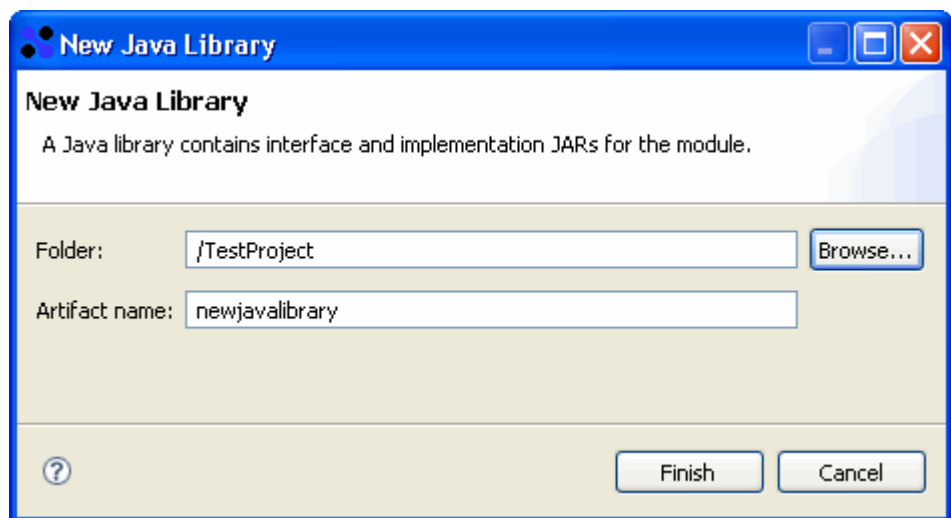 New Java Library
New Java Library
A Java library contains interface and implementation JARs for the module.
Folder: /TestProject Browse...
Artifact name: newjavalibrary
? Finish Cancel